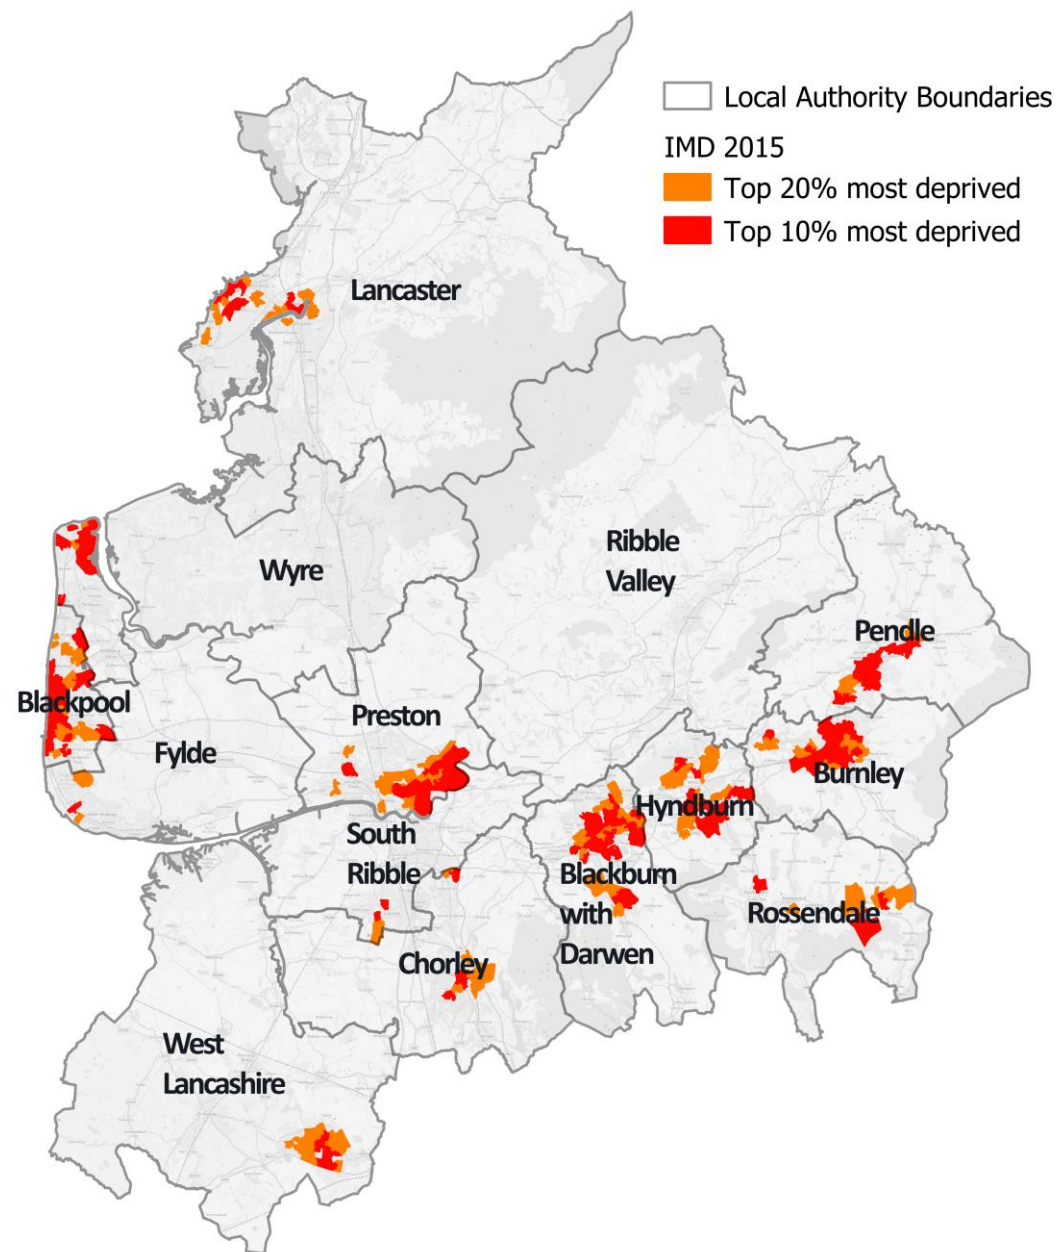 Local Authority Boundaries
IMD 2015
Top 20% most deprived
Top 10% most deprived
Lancaster
Ribble
Valley
Wyre
Pendle
Blackpool
Preston
Fylde
Burnley
Hyndburn
South
Ribble
Blackburn
with
Darwen
Rossendale
Chorley
West
Lancashire